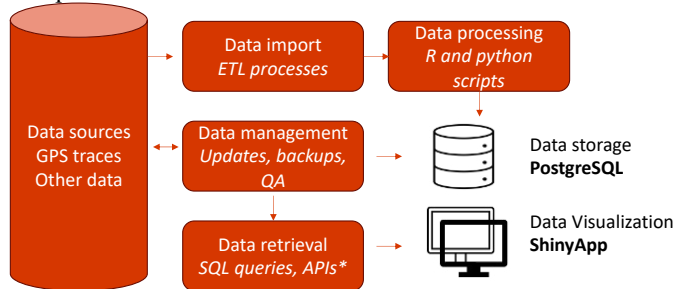 Data sources
GPS traces
Other data
Data import
ETL processes
Data processing
R and python
scripts
Data management
Updates, backups,
QA
Data storage
PostgreSQL
Data retrieval
SQL queries, APIs*
Data Visualization
ShinyApp